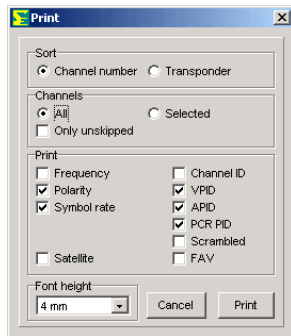 Print
Sort
Channel number Transponder
Channels
All Selected
Only unskipped
Print
Frequency Channel ID
Polarity VPID
Symbol rate APID
PCR PID
Scrambled
Satellite FAV
Font height
4 mm Cancel Print